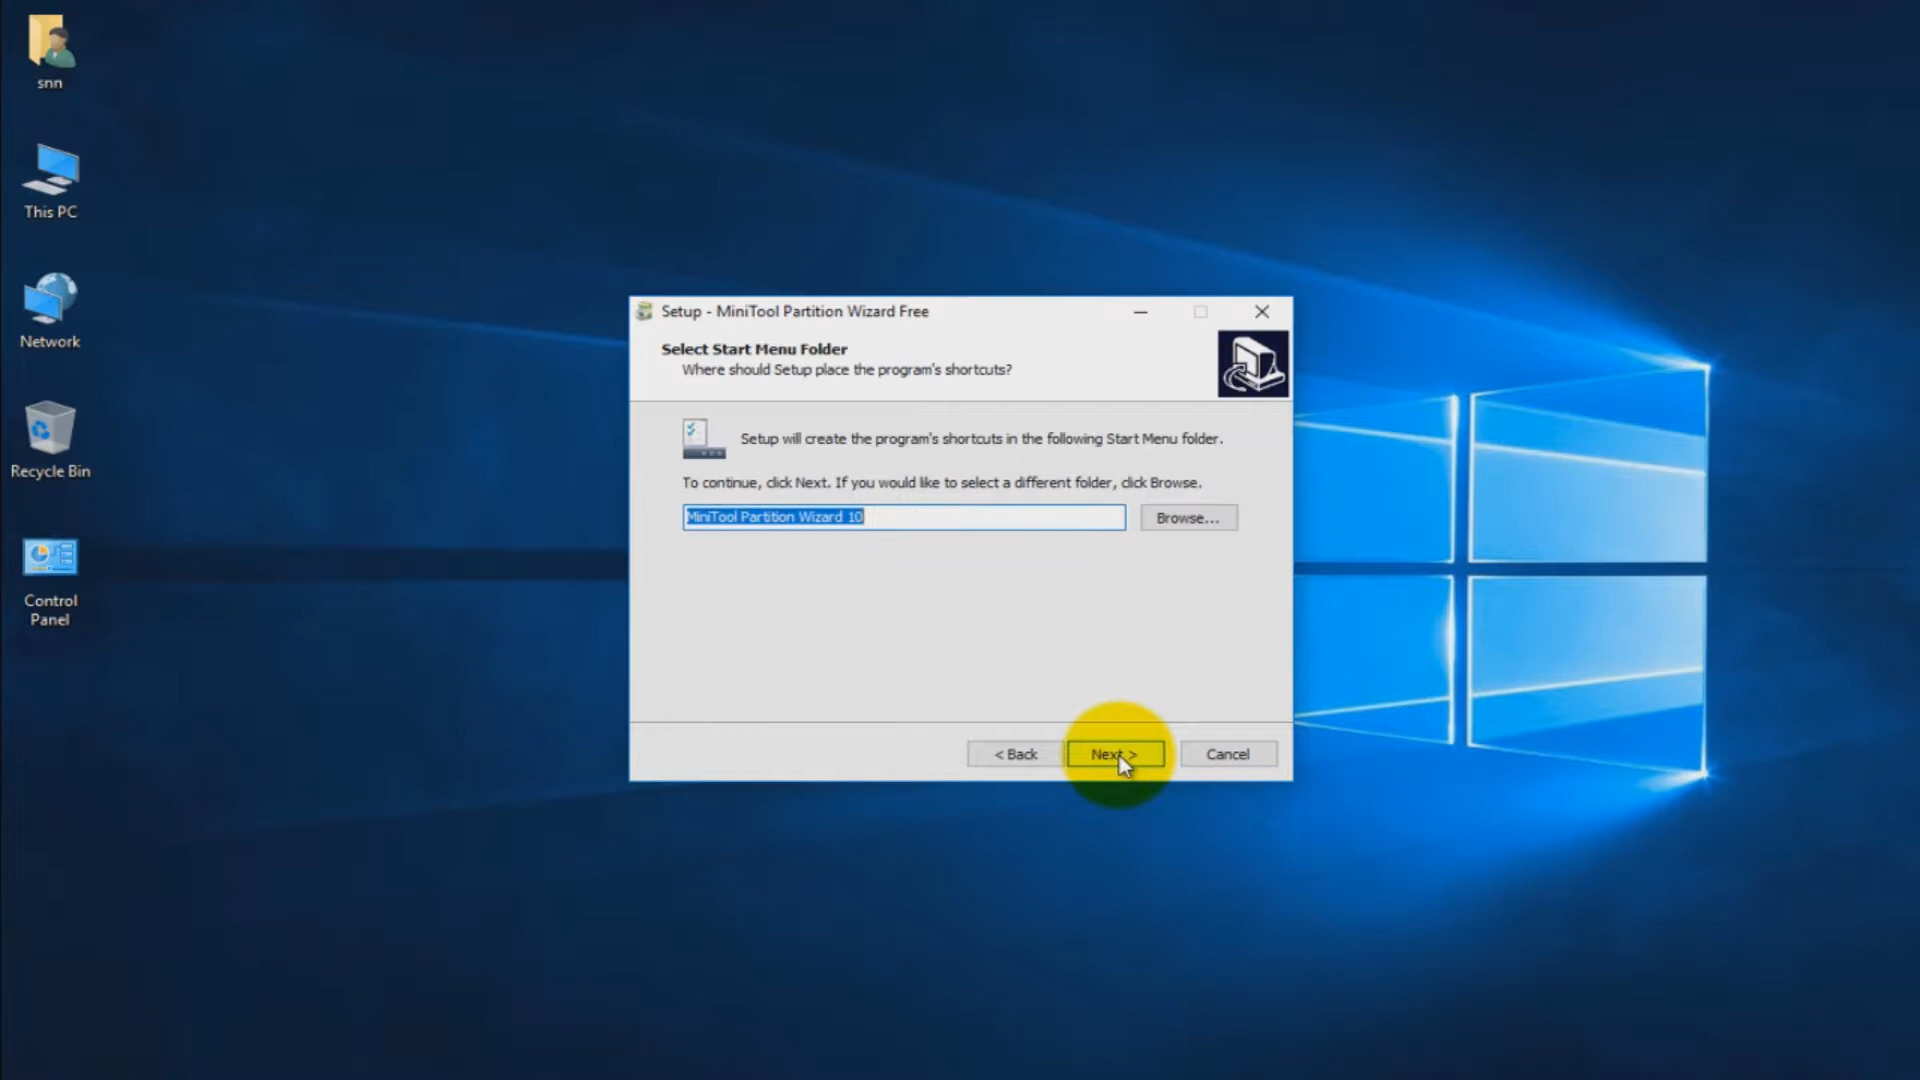 snn
This PC
Network
Recycle Bin
Control
Panel
Setup - MiniTool Partition Wizard Free
Select Start Menu Folder
Where should Setup place the program's shortcuts?
Setup will create the program's shortcuts in the following Start Menu folder.
To continue, click Next. If you would like to select a different folder, click Browse.
MiniTool Partition Wizard 10
Browse...
< Back
Next >
Cancel